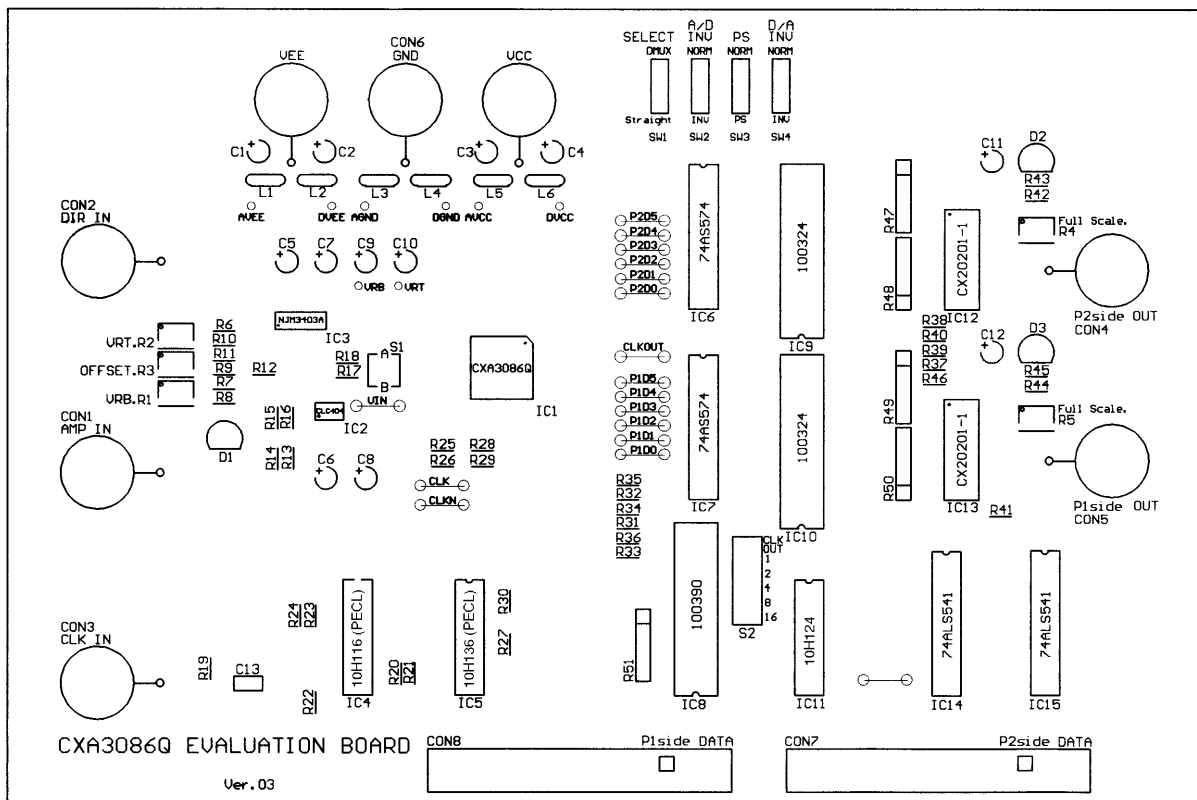 A/D
D/A
SELECT
INV
PS
INV
DMUX
NORM
NORM
NORM
Straight
INV
PS
INV
SW1
SW2
SW3
SW4
VEE
CON6
GND
VCC
C1
C2
C3
C4
L1
L2
L3
L4
L5
L6
AVEE
DVEE
AGND
DGND
AVCC
DVCC
CON2
DIR IN
C5
C7
C9
C10
VRB
VRT
P2D5
P2D4
P2D3
P2D2
P2D1
P2D0
74AS574
IC6
100324
IC9
C11
D2
R43
R42
R47
R48
Full Scale.
R4
CX20201-1
IC12
P2side OUT
CON4
VRT.R2
OFFSET.R3
VRB.R1
R6
R10
R11
R9
R7
R8
R12
NJM3403A
IC3
R18
R17
S1
A
B
CXA3086Q
IC1
CLKOUT
P1D5
P1D4
P1D3
P1D2
P1D1
P1D0
74AS574
IC7
100324
IC10
R38
R40
R39
R37
R46
C12
D3
R45
R44
R49
R50
Full Scale.
R5
CX20201-1
IC13
P1side OUT
CON5
R41
CON1
AMP IN
D1
R15
R16
R14
R13
CLC404
IC2
VIN
C6
C8
R25
R28
R26
R29
CLK
CLKN
R35
R32
R34
R31
R36
R33
CLK
OUT
1
2
4
8
16
S2
100390
IC8
R51
10H124
IC11
74ALS541
IC14
74ALS541
IC15
CON3
CLK IN
R19
C13
R24
R23
R22
10H116 (PECL)
IC4
R20
R21
10H136 (PECL)
IC5
R30
R27
CXA3086Q EVALUATION BOARD
Ver.03
CON8
P1side DATA
CON7
P2side DATA